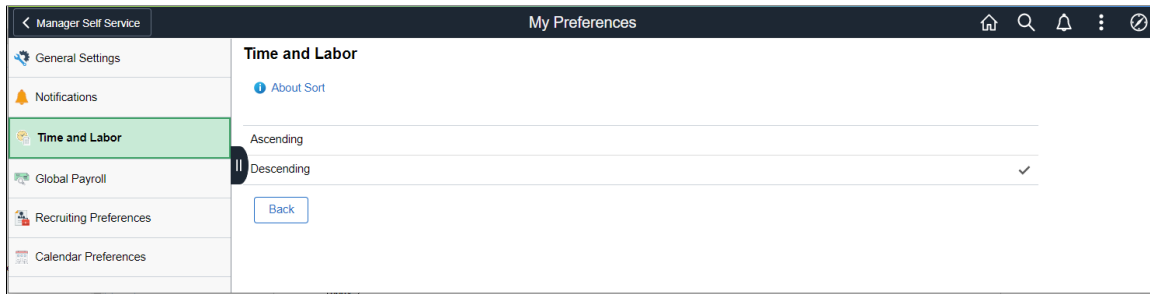 Manager Self Service
My Preferences
General Settings
Notifications
Time and Labor
Global Payroll
Recruiting Preferences
Calendar Preferences
Time and Labor
About Sort
Ascending
Descending
Back